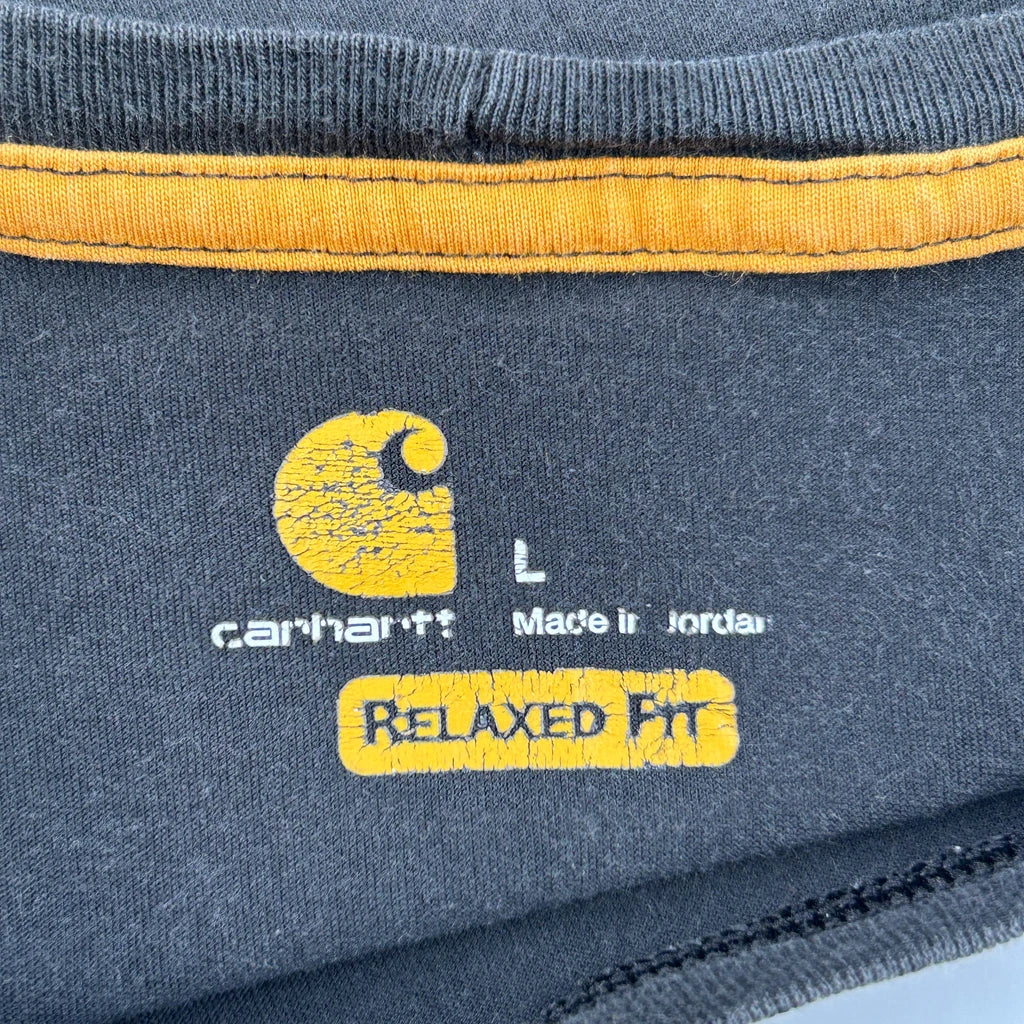 L
carhartt
Made in Jordan
RELAXED FIT